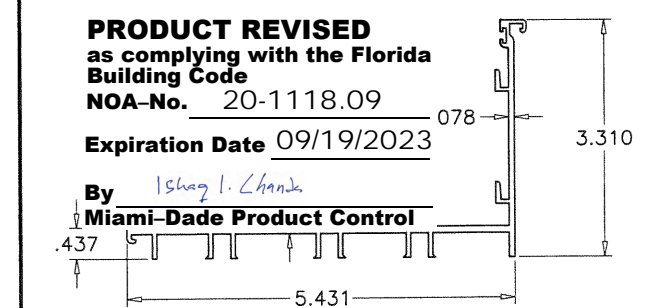 PRODUCT REVISED
as complying with the Florida
Building Code
NOA–No. 20-1118.09
078
Expiration Date 09/19/2023
3.310
By Ishaq I. Chanda
Miami–Dade Product Control
.437
5.431